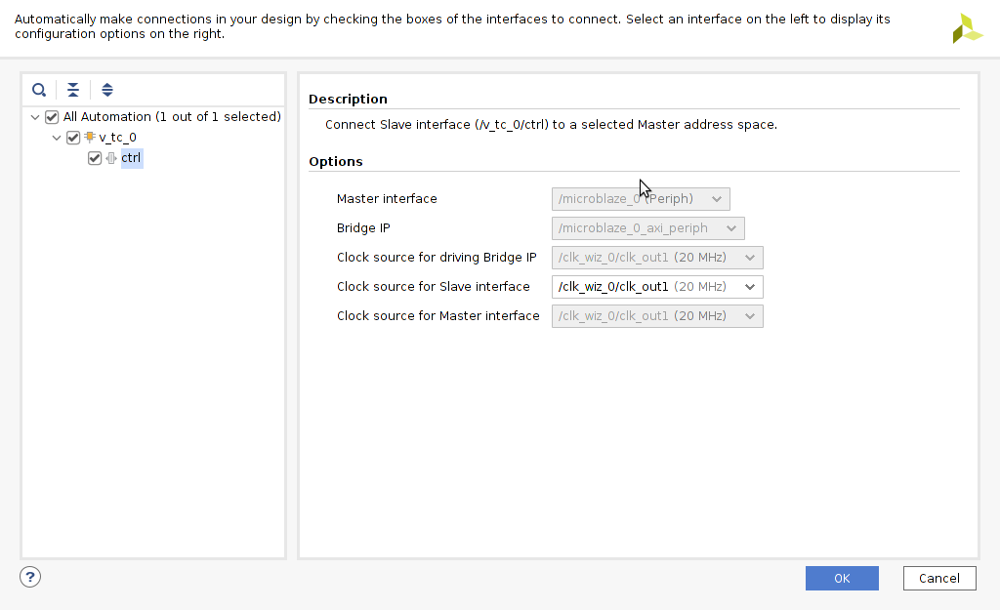 Automatically make connections in your design by checking the boxes of the interfaces to connect. Select an interface on the left to display its
configuration options on the right.
All Automation (1 out of 1 selected)
v_tc_0
ctrl
Description
Connect Slave interface (/v_tc_0/ctrl) to a selected Master address space.
Options
Master interface /microblaze_0 (Periph)
Bridge IP /microblaze_0_axi_periph
Clock source for driving Bridge IP /clk_wiz_0/clk_out1 (20 MHz)
Clock source for Slave interface /clk_wiz_0/clk_out1 (20 MHz)
Clock source for Master interface /clk_wiz_0/clk_out1 (20 MHz)
?
OK Cancel